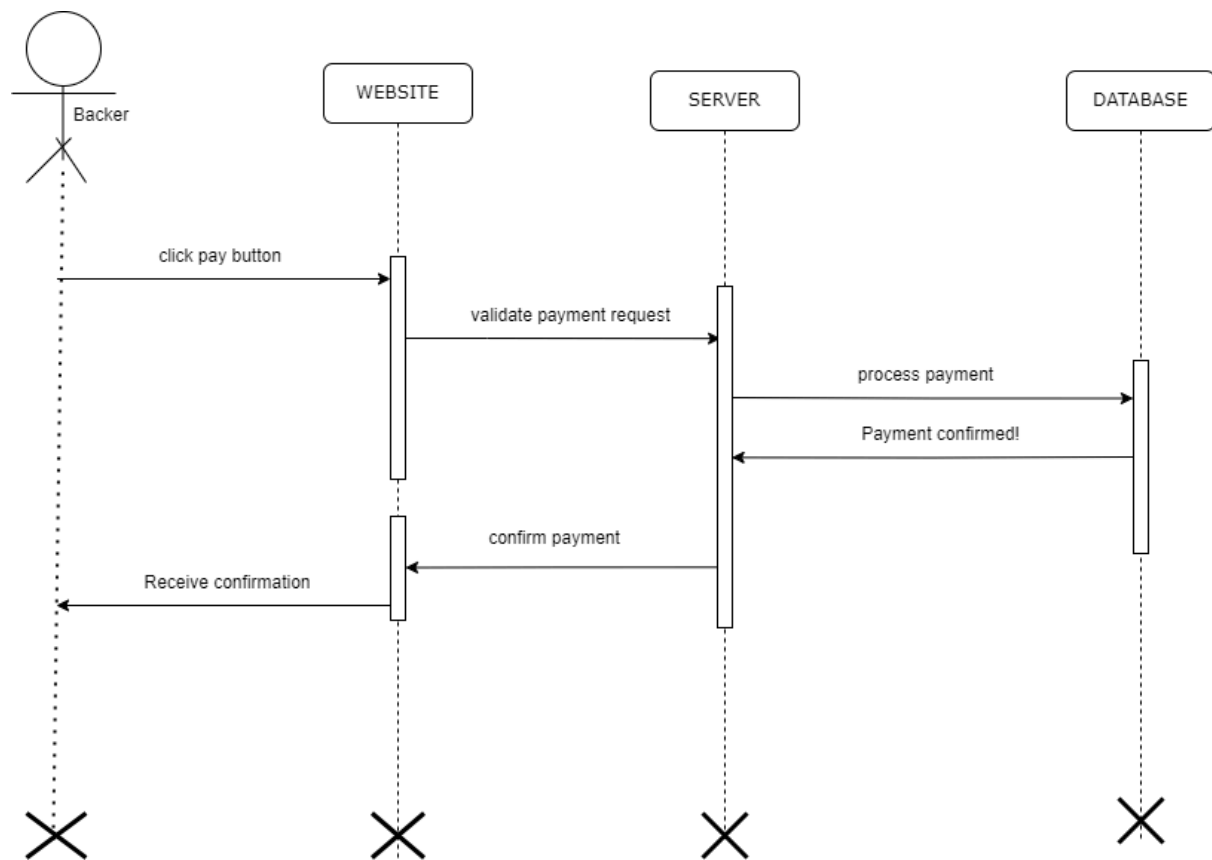 Backer
WEBSITE
SERVER
DATABASE
click pay button
validate payment request
process payment
Payment confirmed!
confirm payment
Receive confirmation